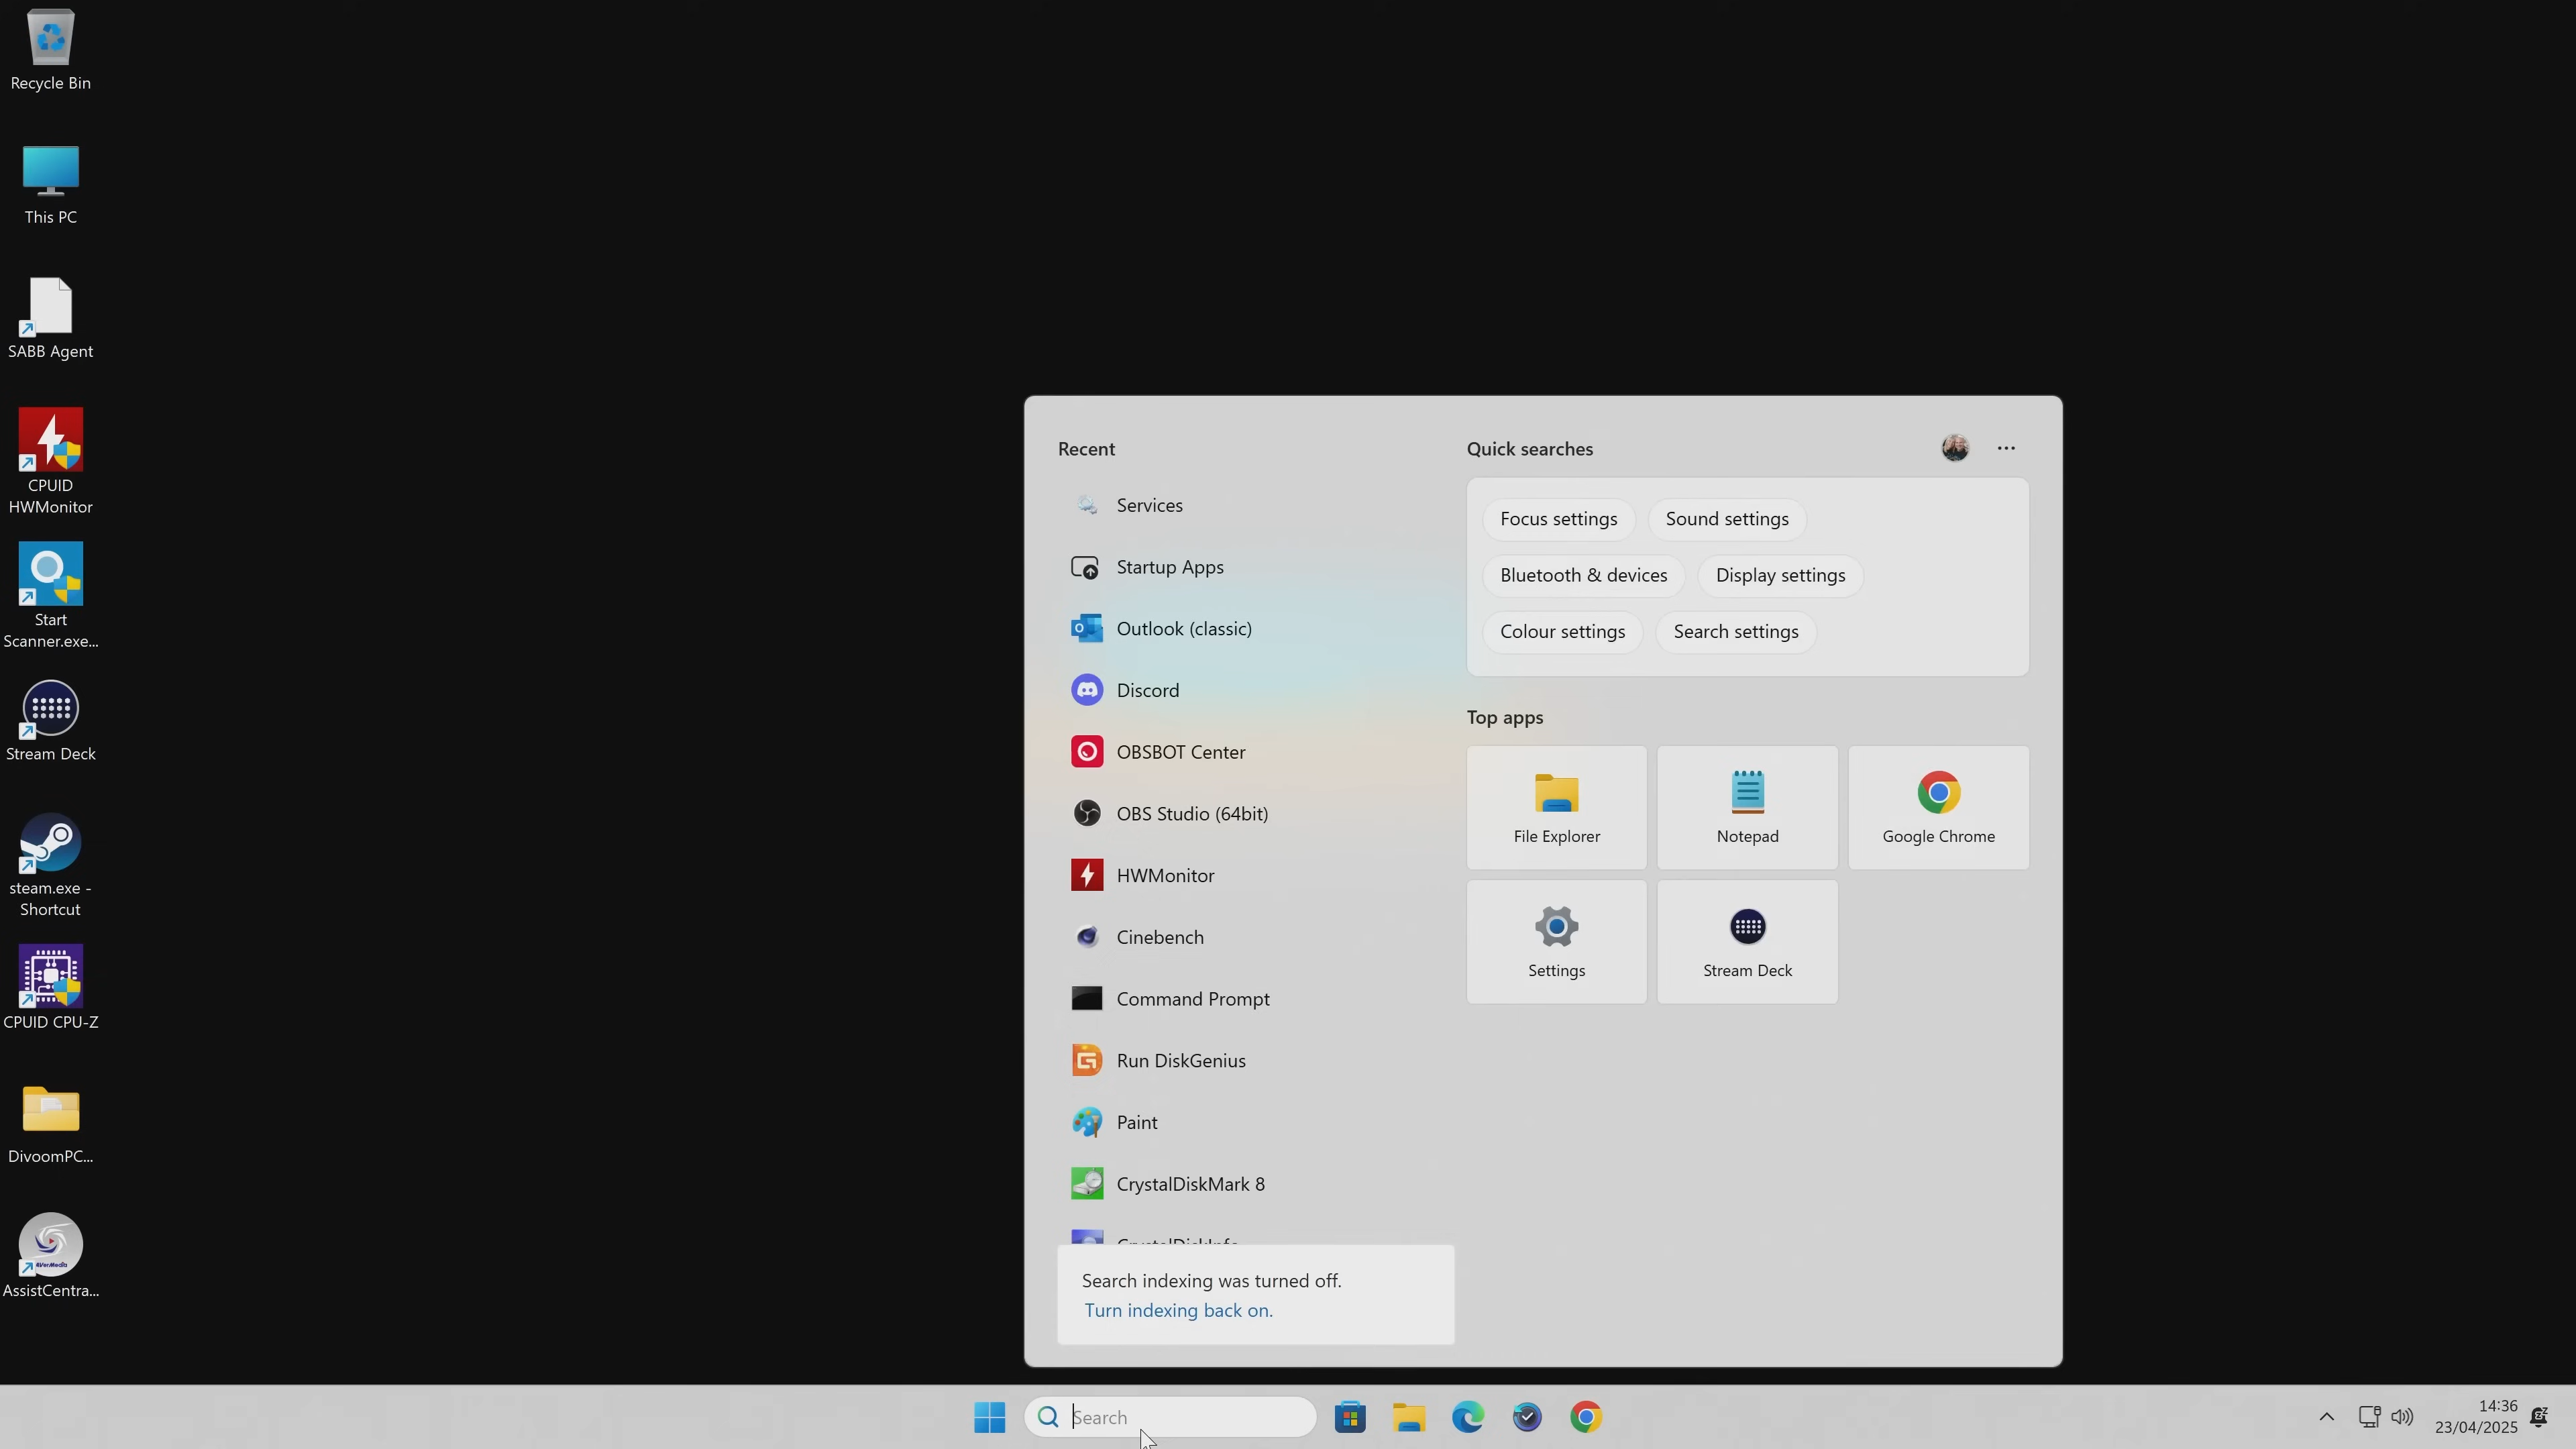 Recycle Bin
This PC
SABB Agent
CPUID
HWMonitor
Start
Scanner.exe...
Stream Deck
steam.exe -
Shortcut
CPUID CPU-Z
DivoomPC...
AVerMedia
AssistCentra...
Recent
Services
Startup Apps
Outlook (classic)
Discord
OBSBOT Center
OBS Studio (64bit)
HWMonitor
Cinebench
Command Prompt
Run DiskGenius
Paint
CrystalDiskMark 8
CrystalDiskInfo
Search indexing was turned off.
Turn indexing back on.
Quick searches
Focus settings
Sound settings
Bluetooth & devices
Display settings
Colour settings
Search settings
Top apps
File Explorer
Notepad
Google Chrome
Settings
Stream Deck
Search
14:36
23/04/2025